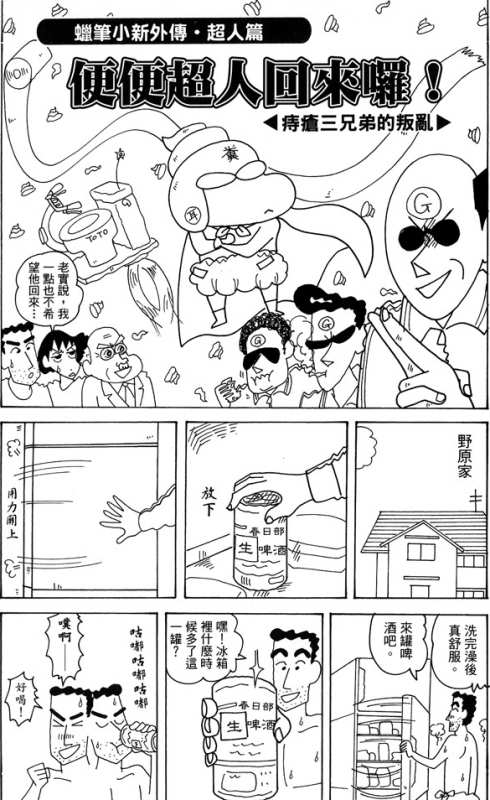 蠟筆小新外傳・超人篇
便便超人回來囉！
◀痔瘡三兄弟的叛亂▶
糞
耳
G
G
G
TOTO
老實說，我
一點也不希
望他回來…
野原家
放下
春日部
生啤酒
用力關上
洗完澡後
真舒服。
來罐啤
酒吧。
嘿！冰箱
裡什麼時
候多了這
一罐？
春日部
生啤酒
咕嘟咕嘟咕嘟
噗啊——
好喝！